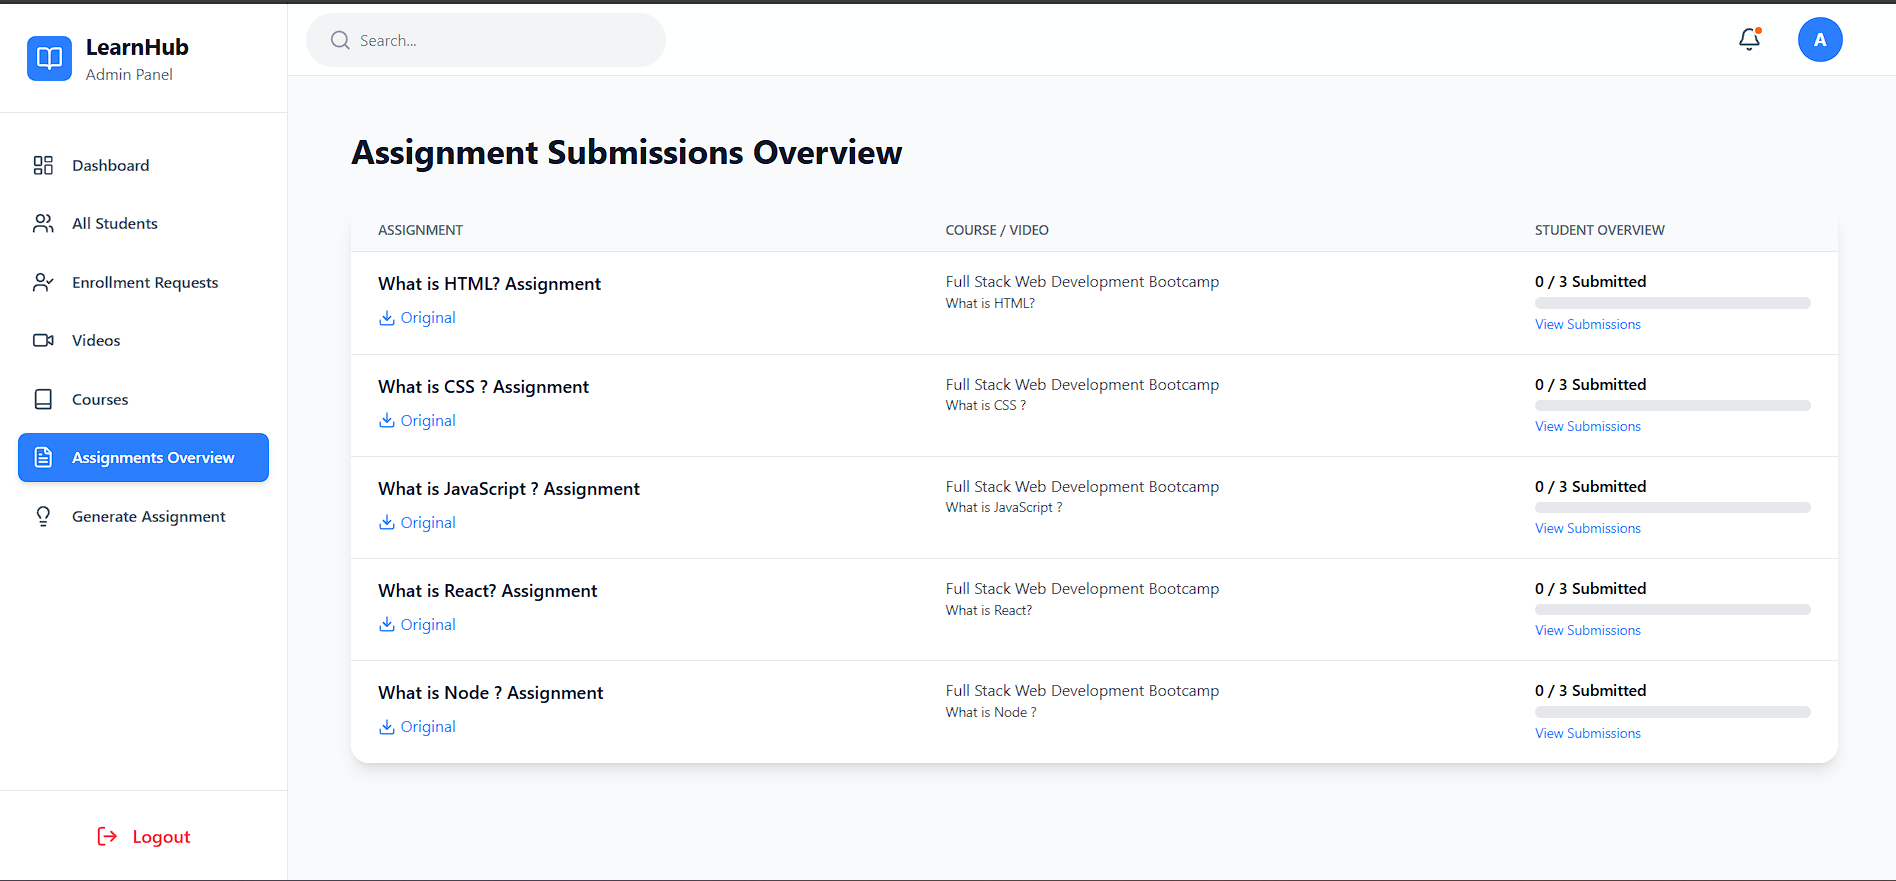 LearnHub
Admin Panel
Search...
A
Dashboard
All Students
Enrollment Requests
Videos
Courses
Assignments Overview
Generate Assignment
Logout
Assignment Submissions Overview
ASSIGNMENT COURSE / VIDEO STUDENT OVERVIEW
What is HTML? Assignment
Original
Full Stack Web Development Bootcamp
What is HTML?
0 / 3 Submitted
View Submissions
What is CSS ? Assignment
Original
Full Stack Web Development Bootcamp
What is CSS ?
0 / 3 Submitted
View Submissions
What is JavaScript ? Assignment
Original
Full Stack Web Development Bootcamp
What is JavaScript ?
0 / 3 Submitted
View Submissions
What is React? Assignment
Original
Full Stack Web Development Bootcamp
What is React?
0 / 3 Submitted
View Submissions
What is Node ? Assignment
Original
Full Stack Web Development Bootcamp
What is Node ?
0 / 3 Submitted
View Submissions